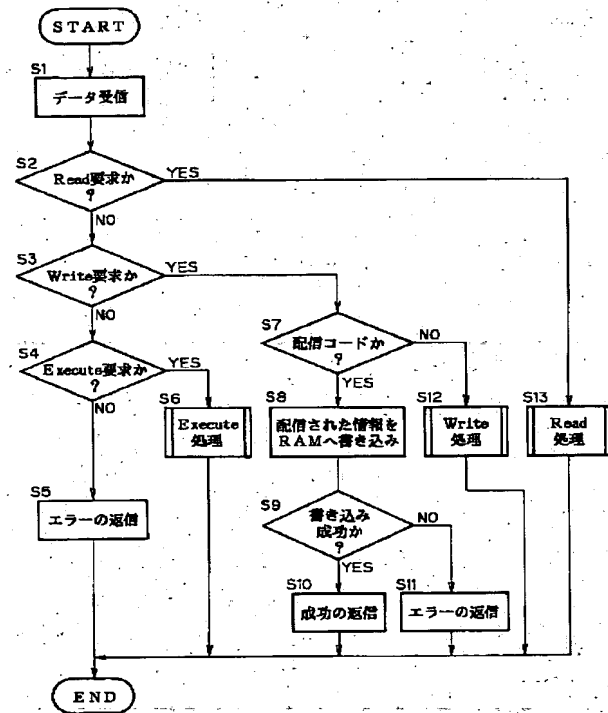 START
S1
データ受信
S2
Read要求か
?
YES
NO
S3
Write要求か
?
YES
NO
S4
Execute要求か
?
YES
NO
S5
エラーの返信
S6
Execute
処理
S7
配信コードか
?
NO
YES
S8
配信された情報を
RAMへ書き込み
S12
Write
処理
S13
Read
処理
S9
書き込み
成功か
?
NO
YES
S10
成功の返信
S11
エラーの返信
END